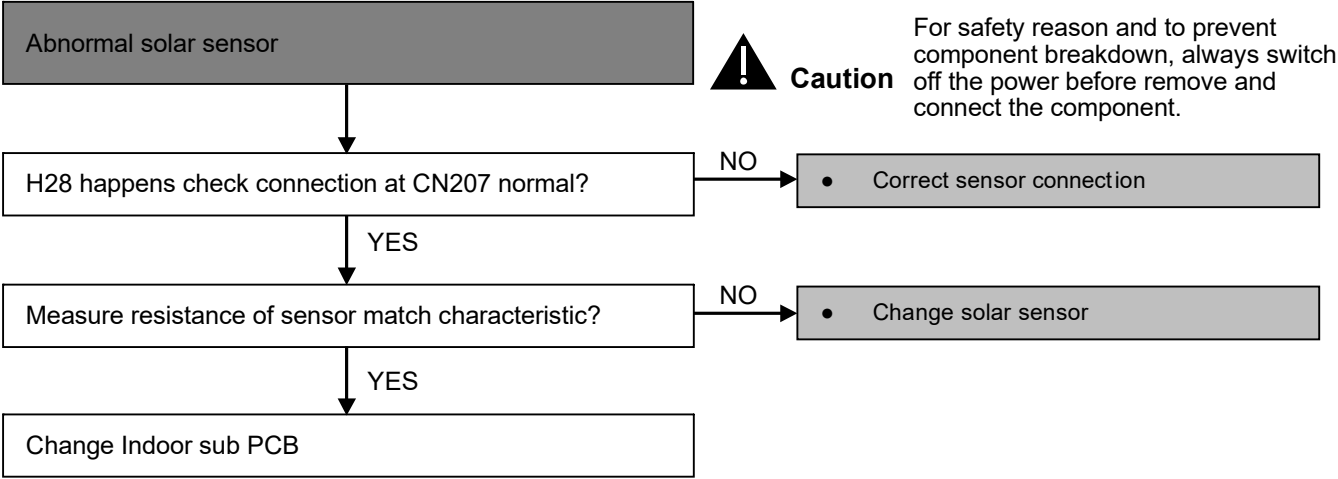 Abnormal solar sensor
Caution
For safety reason and to prevent
component breakdown, always switch
off the power before remove and
connect the component.
H28 happens check connection at CN207 normal?
NO
● Correct sensor connection
YES
Measure resistance of sensor match characteristic?
NO
● Change solar sensor
YES
Change Indoor sub PCB